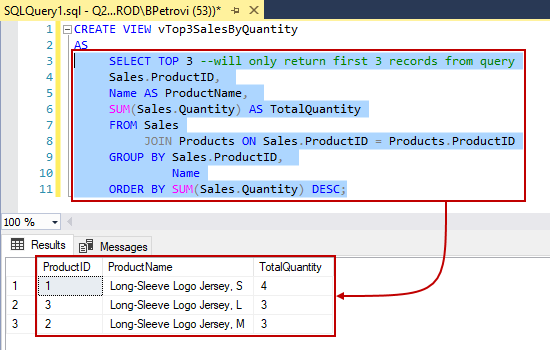 SQLQuery1.sql - Q2...ROD\BPetrovi (53))*
1 CREATE VIEW vTop3SalesByQuantity
2 AS
3 SELECT TOP 3 --will only return first 3 records from query
4 Sales.ProductID,
5 Name AS ProductName,
6 SUM(Sales.Quantity) AS TotalQuantity
7 FROM Sales
8 JOIN Products ON Sales.ProductID = Products.ProductID
9 GROUP BY Sales.ProductID,
10 Name
11 ORDER BY SUM(Sales.Quantity) DESC;
100 %
Results Messages
ProductID ProductName TotalQuantity
1 1 Long-Sleeve Logo Jersey, S 4
2 3 Long-Sleeve Logo Jersey, L 3
3 2 Long-Sleeve Logo Jersey, M 3